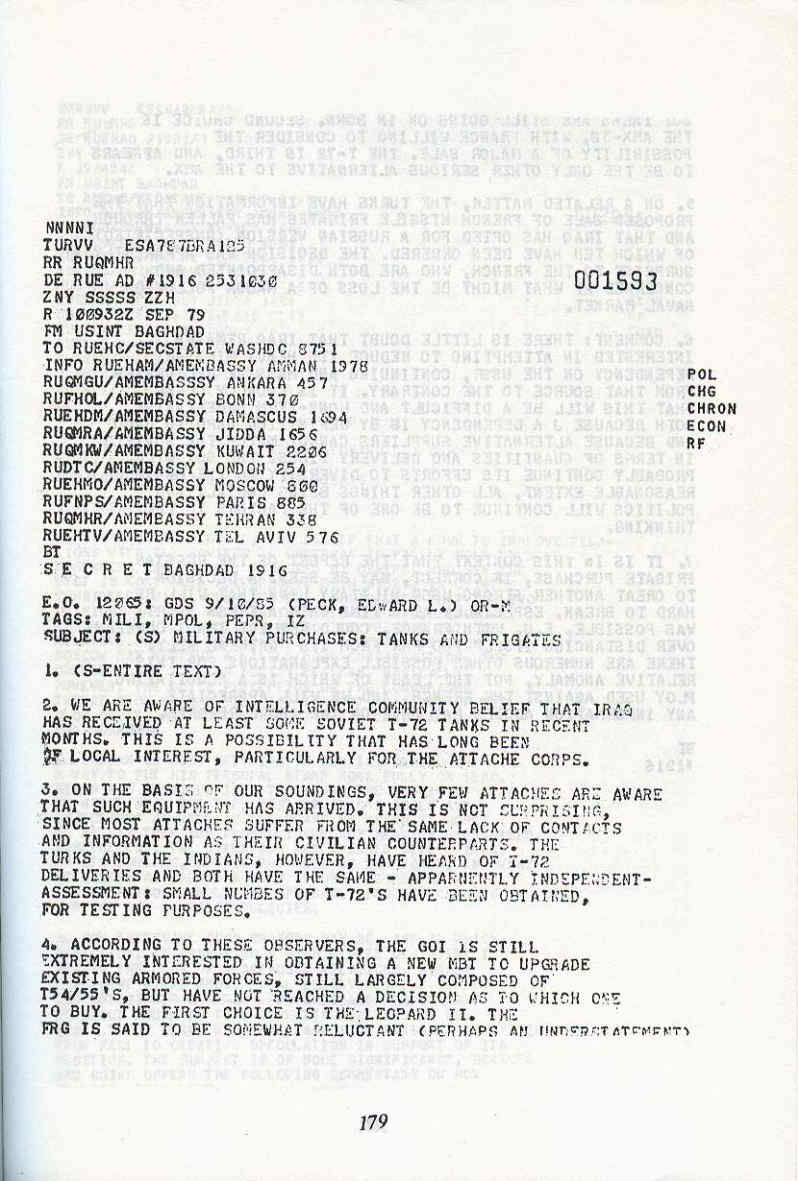 NNNNI
TURVV ESA787BRA125
RR RUQMHR
DE RUE AD #1916 2531030
ZNY SSSSS ZZH
R 100932Z SEP 79
FM USINT BAGHDAD
TO RUEHC/SECSTATE WASHDC 8751
INFO RUEHAM/AMEMBASSY AMMAN 1978
RUQMGU/AMEMBASSSY ANKARA 457
RUFHOL/AMEMBASSY BONN 370
RUEHDM/AMEMBASSY DAMASCUS 1694
RUQMRA/AMEMBASSY JIDDA 1656
RUQMKW/AMEMBASSY KUWAIT 2206
RUDTC/AMEMBASSY LONDON 254
RUEHMO/AMEMBASSY MOSCOW 860
RUFNPS/AMEMBASSY PARIS 885
RUQMHR/AMEMBASSY TEHRAN 338
RUEHTV/AMEMBASSY TEL AVIV 576
BT
S E C R E T BAGHDAD 1916
001593
POL
CHG
CHRON
ECON
RF
E.O. 12065: GDS 9/10/85 (PECK, EDWARD L.) OR-M
TAGS: MILI, MPOL, PEPR, IZ
SUBJECT: (S) MILITARY PURCHASES: TANKS AND FRIGATES
1. (S-ENTIRE TEXT)
2. WE ARE AWARE OF INTELLIGENCE COMMUNITY BELIEF THAT IRAQ
HAS RECEIVED AT LEAST SOME SOVIET T-72 TANKS IN RECENT
MONTHS. THIS IS A POSSIBILITY THAT HAS LONG BEEN
OF LOCAL INTEREST, PARTICULARLY FOR THE ATTACHE CORPS.
3. ON THE BASIS OF OUR SOUNDINGS, VERY FEW ATTACHES ARE AWARE
THAT SUCH EQUIPMENT HAS ARRIVED. THIS IS NOT SURPRISING,
SINCE MOST ATTACHES SUFFER FROM THE SAME LACK OF CONTACTS
AND INFORMATION AS THEIR CIVILIAN COUNTERPARTS. THE
TURKS AND THE INDIANS, HOWEVER, HAVE HEARD OF T-72
DELIVERIES AND BOTH HAVE THE SAME - APPARNENTLY INDEPENDENT-
ASSESSMENT: SMALL NUMBES OF T-72'S HAVE BEEN OBTAINED,
FOR TESTING PURPOSES.
4. ACCORDING TO THESE OBSERVERS, THE GOI IS STILL
EXTREMELY INTERESTED IN OBTAINING A NEW MBT TO UPGRADE
EXISTING ARMORED FORCES, STILL LARGELY COMPOSED OF
T54/55'S, BUT HAVE NOT REACHED A DECISION AS TO WHICH ONE
TO BUY. THE FIRST CHOICE IS THE LEOPARD II. THE
FRG IS SAID TO BE SOMEWHAT RELUCTANT (PERHAPS AN UNDERSTATEMENT)
179